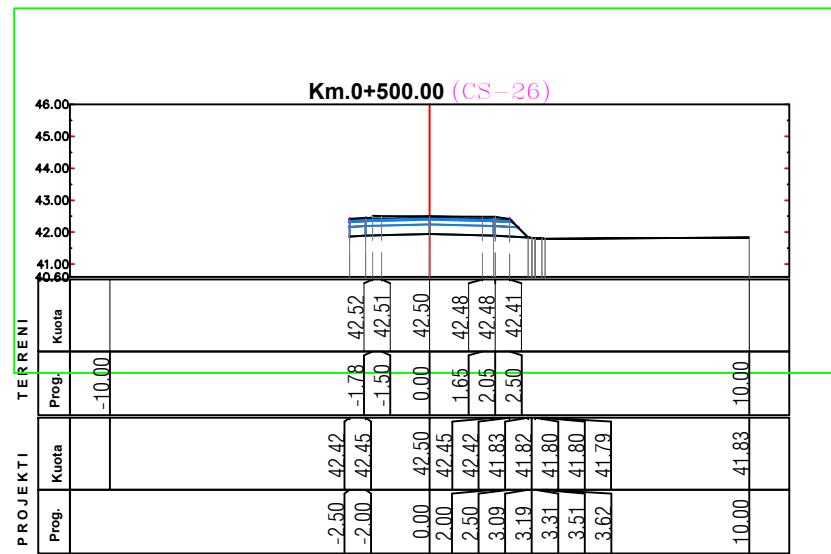 Km.0+500.00 (CS-26)
46.00
45.00
44.00
43.00
42.00
41.00
40.60
TERRENI
Kuota
42.52 42.51 42.50 42.48 42.48 42.41
Prog.
-10.00 -1.78 -1.50 0.00 1.65 2.05 2.50 10.00
PROJEKTI
Kuota
42.42 42.45 42.50 42.45 42.42 41.83 41.82 41.80 41.80 41.79 41.83
Prog.
-2.50 -2.00 0.00 2.00 2.50 3.09 3.19 3.31 3.51 3.62 10.00